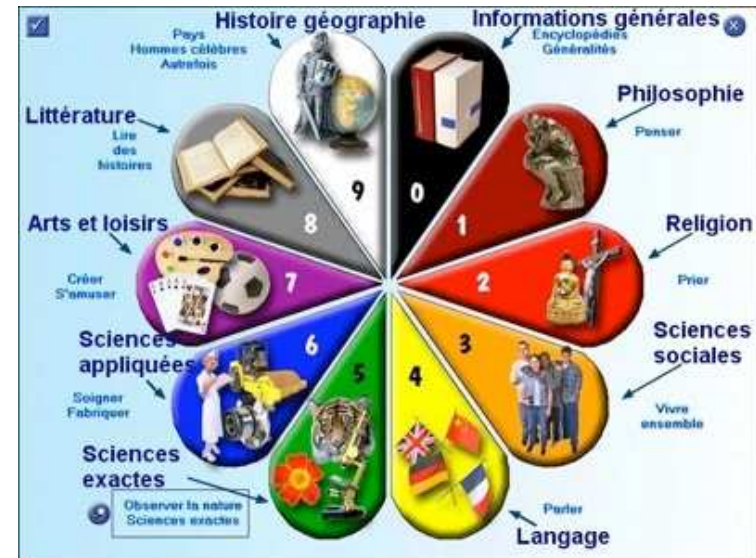 Histoire géographie
Pays
Hommes célèbres
Autrefois
Informations générales
Encyclopédies
Généralités
Philosophie
Penser
Littérature
Lire
des
histoires
9
0
8
1
Arts et loisirs
Créer
S'amuser
7
2
Religion
Prier
Sciences
appliquées
Soigner
Fabriquer
6
3
Sciences
sociales
Vivre
ensemble
5
4
Sciences
exactes
Observer la nature
Sciences exactes
Parler
Langage